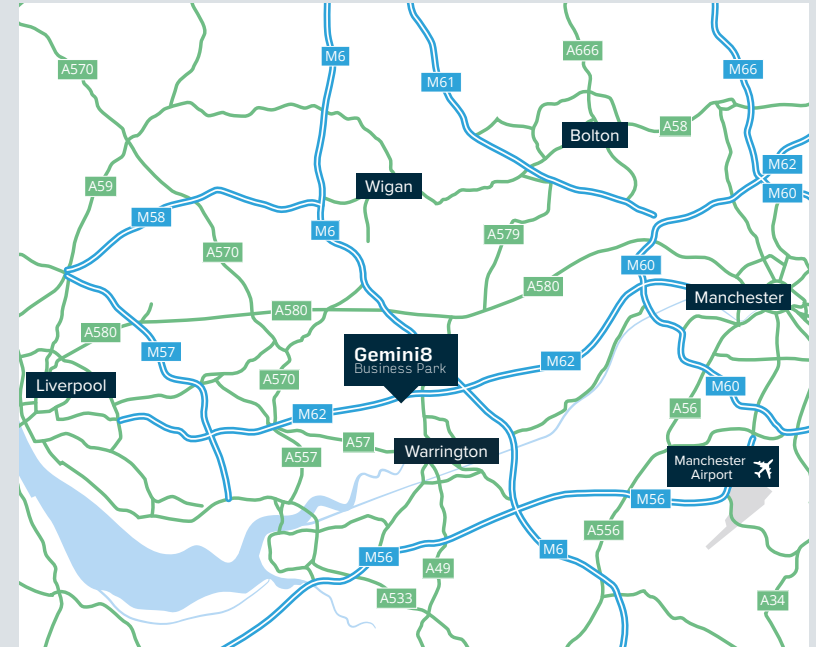 M6
A666
A570
M66
M61
A58
Bolton
M62
Wigan
A59
M60
M58
M6
A579
A570
M60
A580
Manchester
A580
A580
M57
Gemini8
Business Park
M62
Liverpool
A570
M60
M62
A56
A57
Warrington
A557
Manchester
Airport
M56
A556
M6
M56
A49
A533
A34